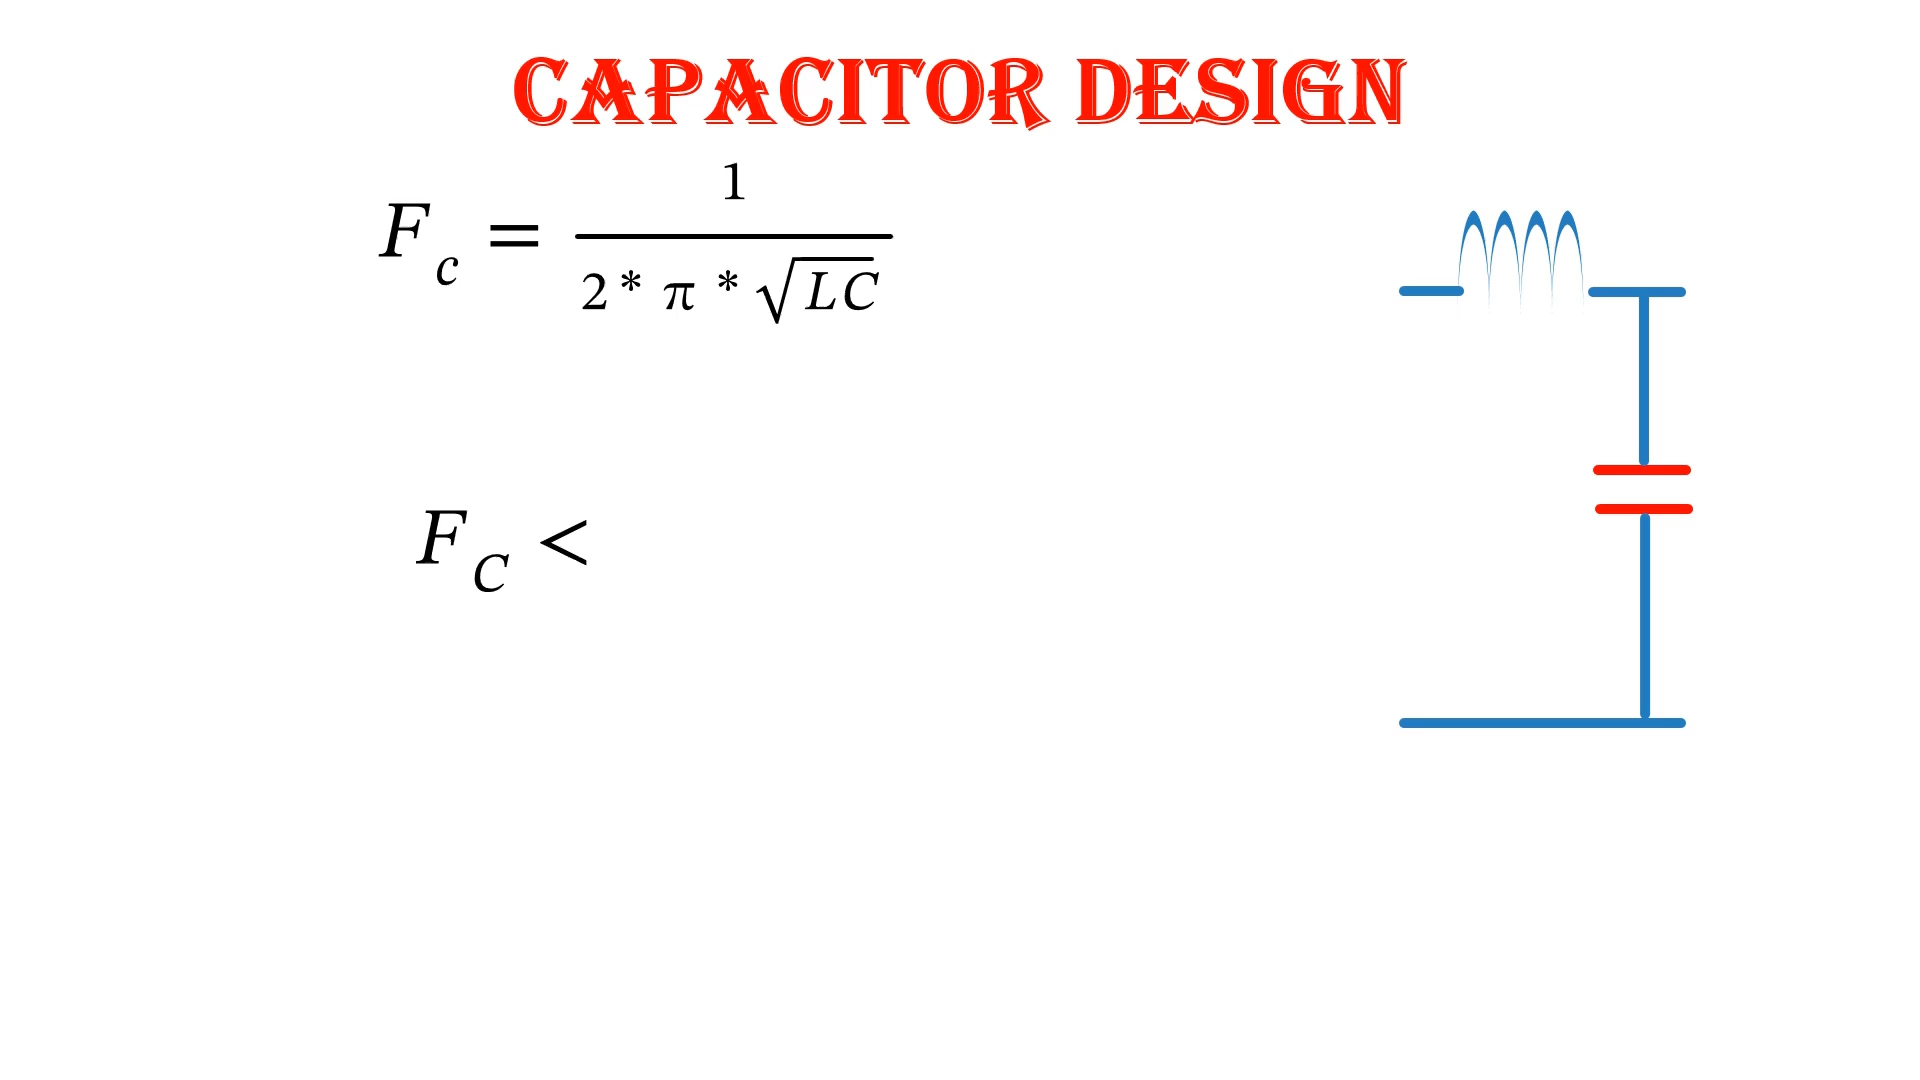 CAPACITOR DESIGN
F_c = 1 / (2 * π * √LC)
F_C <